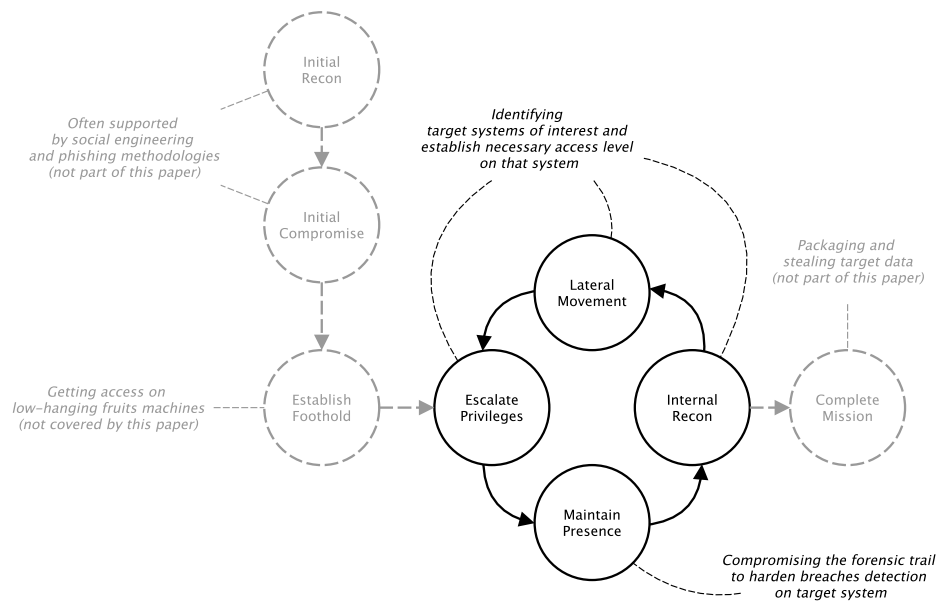 Initial
Recon
Often supported
by social engineering
and phishing methodologies
(not part of this paper)
Initial
Compromise
Identifying
target systems of interest and
establish necessary access level
on that system
Lateral
Movement
Packaging and
stealing target data
(not part of this paper)
Getting access on
low-hanging fruits machines
(not covered by this paper)
Establish
Foothold
Escalate
Privileges
Internal
Recon
Complete
Mission
Maintain
Presence
Compromising the forensic trail
to harden breaches detection
on target system